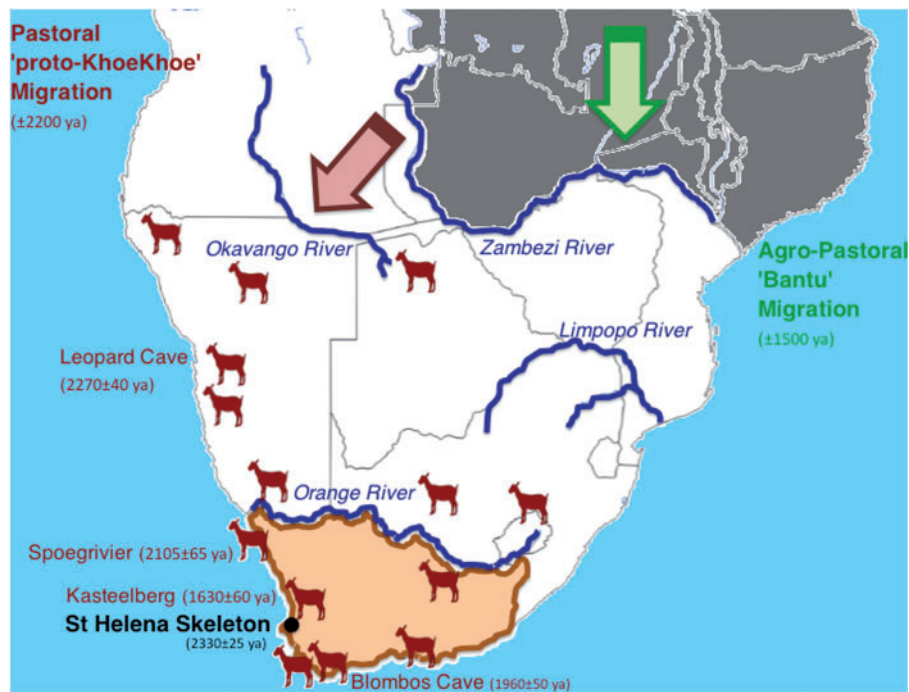 Pastoral
'proto-KhoeKhoe'
Migration
(±2200 ya)
Okavango River
Zambezi River
Agro-Pastoral
'Bantu'
Migration
(±1500 ya)
Limpopo River
Leopard Cave
(2270±40 ya)
Orange River
Spoegrivier (2105±65 ya)
Kasteelberg (1630±60 ya)
St Helena Skeleton
(2330±25 ya)
Blombos Cave (1960±50 ya)